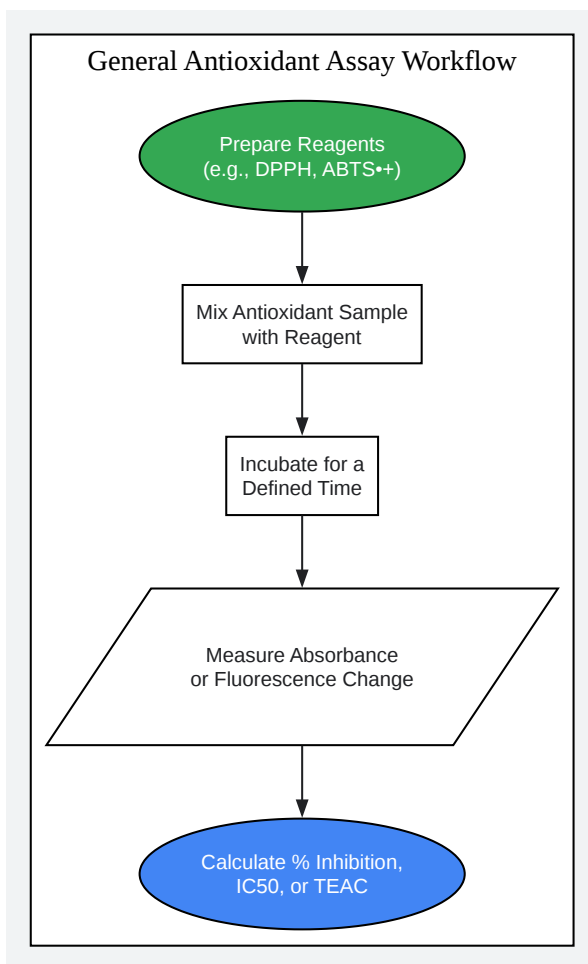 General Antioxidant Assay Workflow
Prepare Reagents
(e.g., DPPH, ABTS•+)
Mix Antioxidant Sample
with Reagent
Incubate for a
Defined Time
Measure Absorbance
or Fluorescence Change
Calculate % Inhibition,
IC50, or TEAC